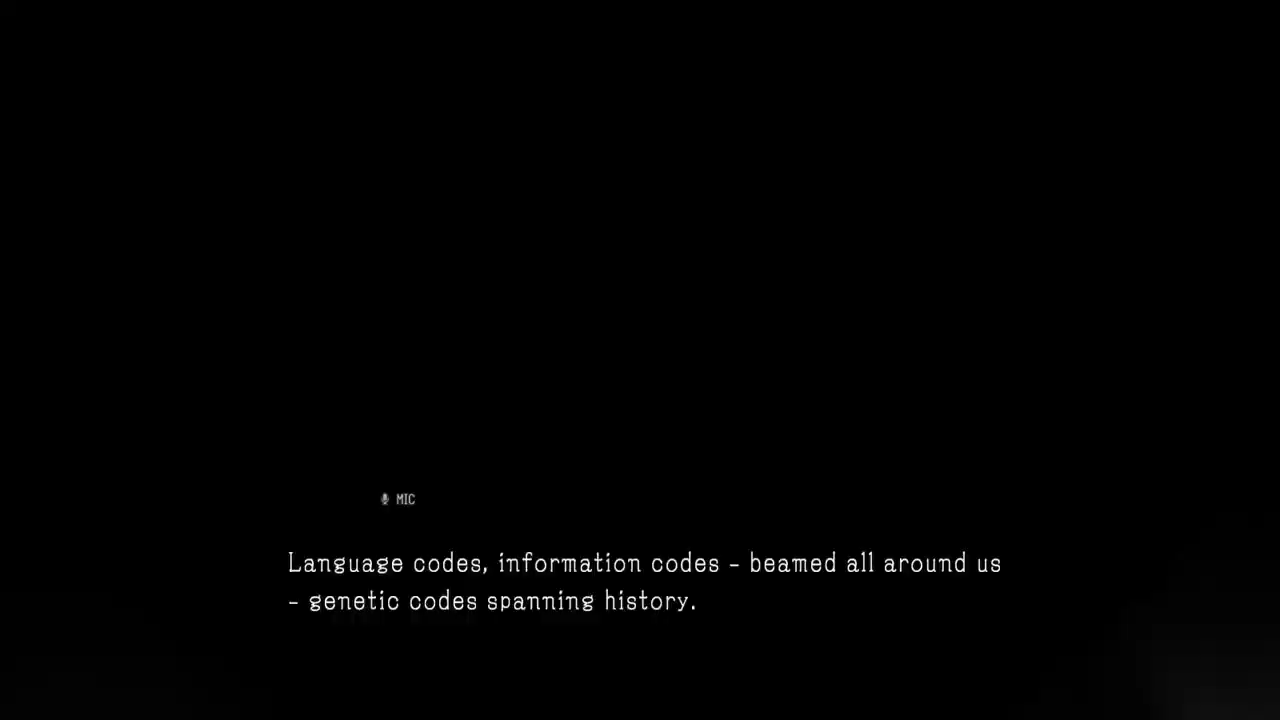 MIC
Language codes, information codes - beamed all around us
- genetic codes spanning history.